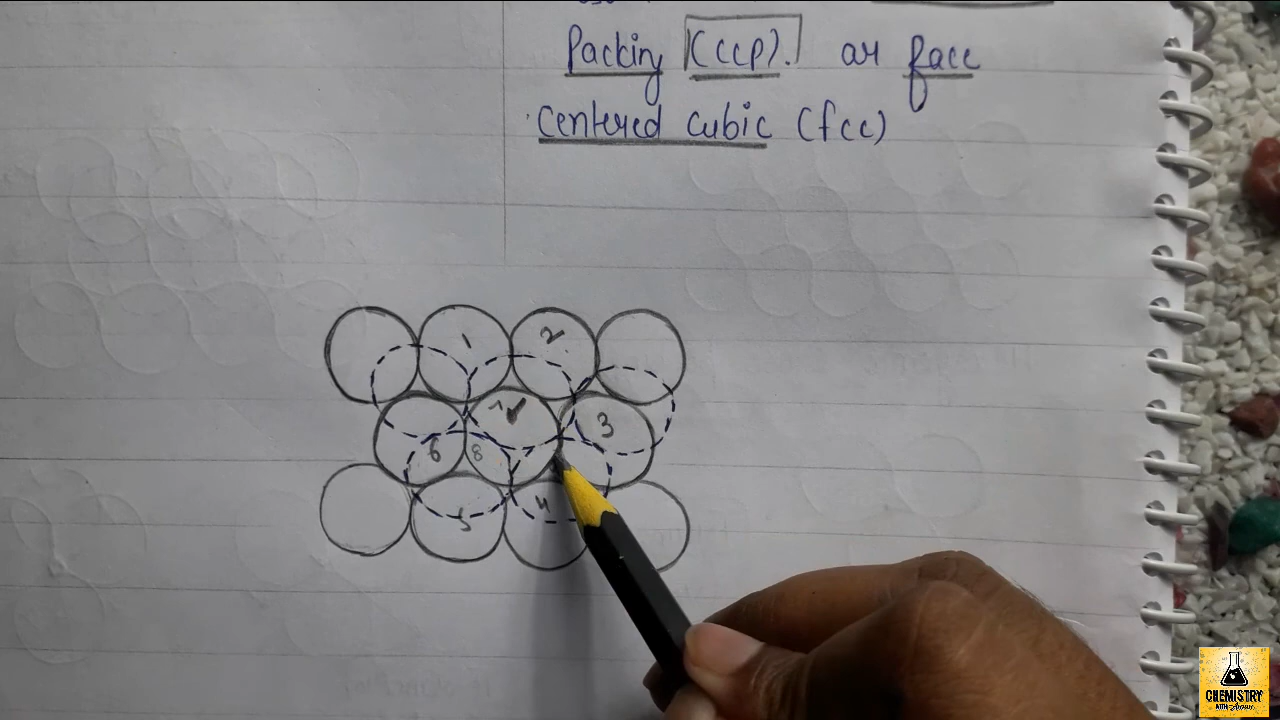 Packing (CCP). or face
centered cubic (fcc)
1 2
7 3
6 8
5 4
CHEMISTRY